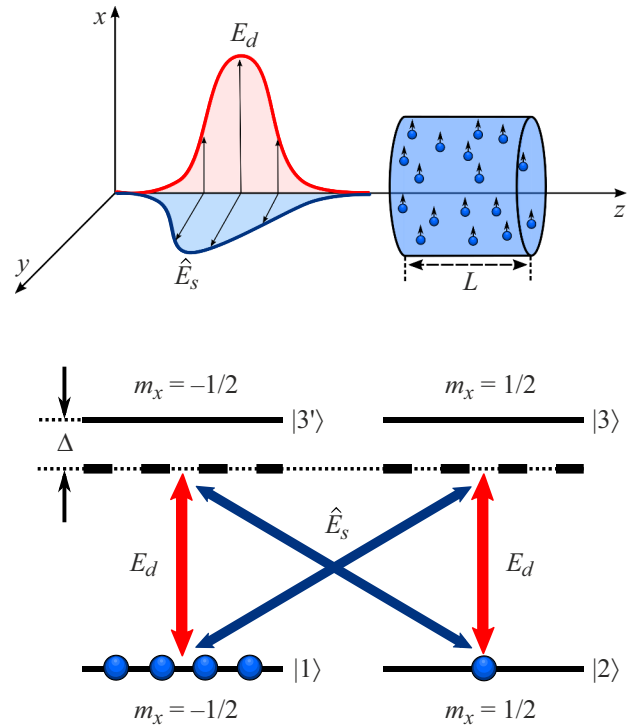 x
E_d
z
y
Ê_s
L
m_x = –1/2
m_x = 1/2
|3'⟩
|3⟩
Δ
Ê_s
E_d
E_d
|1⟩
|2⟩
m_x = –1/2
m_x = 1/2